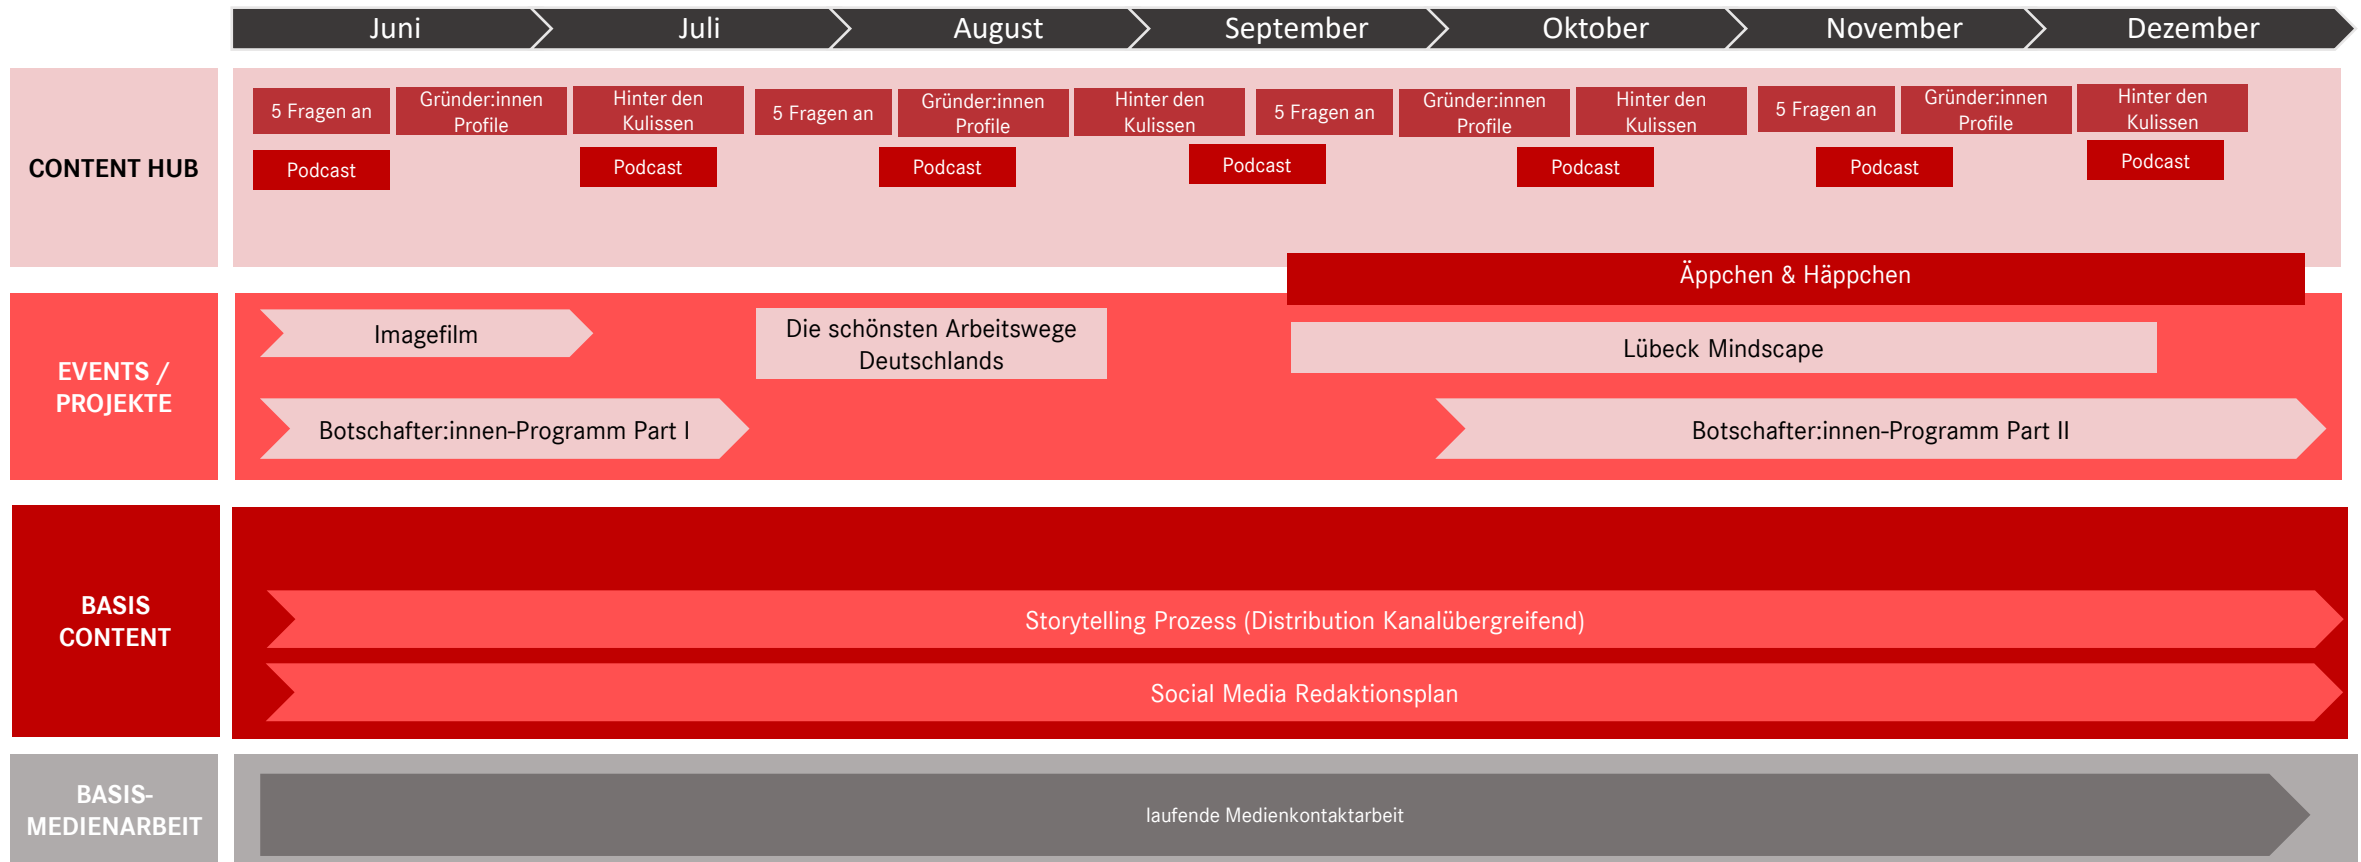 Juni
Juli
August
September
Oktober
November
Dezember
CONTENT HUB
5 Fragen an
Gründer:innen
Profile
Hinter den
Kulissen
5 Fragen an
Gründer:innen
Profile
Hinter den
Kulissen
5 Fragen an
Gründer:innen
Profile
Hinter den
Kulissen
5 Fragen an
Gründer:innen
Profile
Hinter den
Kulissen
Podcast
Podcast
Podcast
Podcast
Podcast
Podcast
Podcast
Äppchen & Häppchen
EVENTS /
PROJEKTE
Imagefilm
Die schönsten Arbeitswege
Deutschlands
Lübeck Mindscape
Botschafter:innen-Programm Part I
Botschafter:innen-Programm Part II
BASIS
CONTENT
Storytelling Prozess (Distribution Kanalübergreifend)
Social Media Redaktionsplan
BASIS-
MEDIENARBEIT
laufende Medienkontaktarbeit